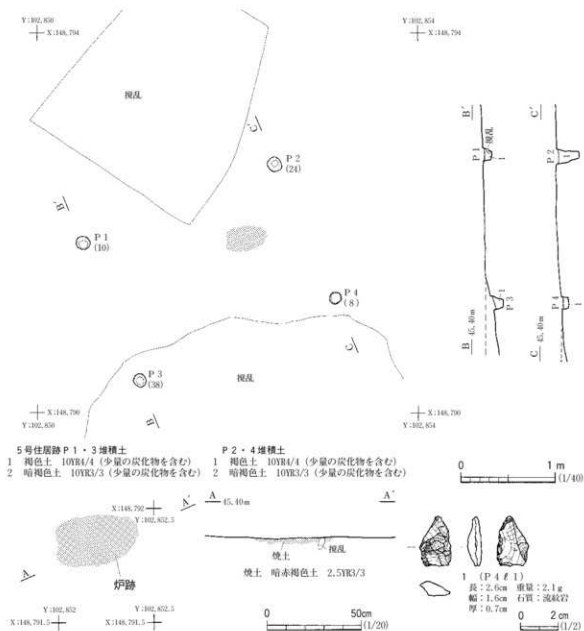 Y:102,850
X:148,794
Y:102,854
X:148,794
撹乱
C'
P 2
(24)
B'
P 1
(10)
P 4
(8)
C
P 3
(38)
撹乱
B
X:148,790
Y:102,850
X:148,790
Y:102,854
B'
撹乱
P 1
1
1
P 3
B 45.40m
C'
P 2
1
P 4
1
C 45.40m
5号住居跡P1・3堆積土
1 褐色土 10YR4/4 (少量の炭化物を含む)
2 暗褐色土 10YR3/3 (少量の炭化物を含む)
P2・4堆積土
1 褐色土 10YR4/4 (少量の炭化物を含む)
2 暗褐色土 10YR3/3 (少量の炭化物を含む)
0 1 m
(1/40)
X:148,792
Y:102,852.5
A'
A
炉跡
Y:102,852
X:148,791.5
Y:102,852.5
X:148,791.5
A 45.40m
A'
焼土
撹乱
焼土 暗赤褐色土 2.5YR3/3
0 50cm
(1/20)
1 (P4ℓ1)
長:2.6cm 重量:2.1g
幅:1.6cm 石質:流紋岩
厚:0.7cm
0 2 cm
(1/2)